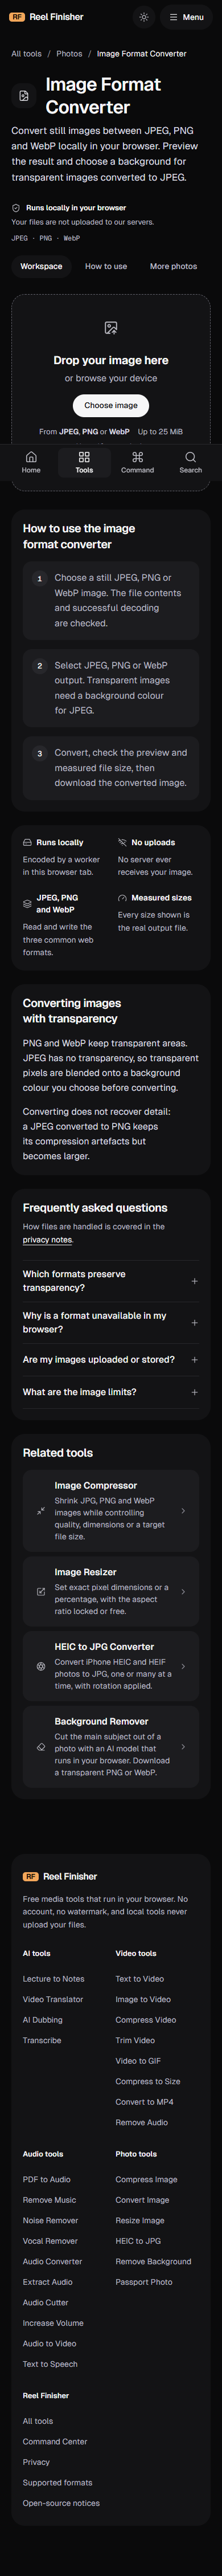 RF Reel Finisher
Menu
All tools / Photos / Image Format Converter
Image Format
Converter
Convert still images between JPEG, PNG
and WebP locally in your browser. Preview
the result and choose a background for
transparent images converted to JPEG.
Runs locally in your browser
Your files are not uploaded to our servers.
JPEG · PNG · WebP
Workspace How to use More photos
Drop your image here
or browse your device
Choose image
From JPEG, PNG or WebP Up to 25 MiB
Home Tools Command Search
How to use the image
format converter
1 Choose a still JPEG, PNG or
WebP image. The file contents
and successful decoding
are checked.
2 Select JPEG, PNG or WebP
output. Transparent images
need a background colour
for JPEG.
3 Convert, check the preview and
measured file size, then
download the converted image.
Runs locally
Encoded by a worker
in this browser tab.
No uploads
No server ever
receives your image.
JPEG, PNG
and WebP
Read and write the
three common web
formats.
Measured sizes
Every size shown is
the real output file.
Converting images
with transparency
PNG and WebP keep transparent areas.
JPEG has no transparency, so transparent
pixels are blended onto a background
colour you choose before converting.
Converting does not recover detail:
a JPEG converted to PNG keeps
its compression artefacts but
becomes larger.
Frequently asked questions
How files are handled is covered in the
privacy notes.
Which formats preserve
transparency?
Why is a format unavailable in my
browser?
Are my images uploaded or stored?
What are the image limits?
Related tools
Image Compressor
Shrink JPG, PNG and WebP
images while controlling
quality, dimensions or a target
file size.
Image Resizer
Set exact pixel dimensions or a
percentage, with the aspect
ratio locked or free.
HEIC to JPG Converter
Convert iPhone HEIC and HEIF
photos to JPG, one or many at a
time, with rotation applied.
Background Remover
Cut the main subject out of a
photo with an AI model that
runs in your browser. Download
a transparent PNG or WebP.
RF Reel Finisher
Free media tools that run in your browser. No
account, no watermark, and local tools never
upload your files.
AI tools
Lecture to Notes
Video Translator
AI Dubbing
Transcribe
Video tools
Text to Video
Image to Video
Compress Video
Trim Video
Video to GIF
Compress to Size
Convert to MP4
Remove Audio
Audio tools
PDF to Audio
Remove Music
Noise Remover
Vocal Remover
Audio Converter
Extract Audio
Audio Cutter
Increase Volume
Audio to Video
Text to Speech
Photo tools
Compress Image
Convert Image
Resize Image
HEIC to JPG
Remove Background
Passport Photo
Reel Finisher
All tools
Command Center
Privacy
Supported formats
Open-source notices